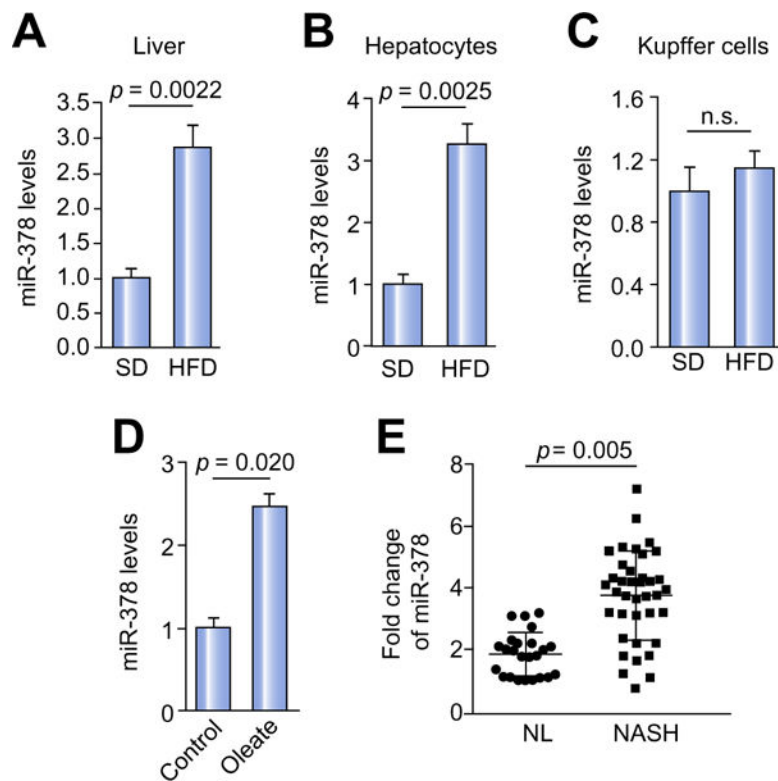 A
Liver
p = 0.0022
miR-378 levels
3.5
3.0
2.5
2.0
1.5
1.0
0.5
0.0
SD HFD
B
Hepatocytes
p = 0.0025
miR-378 levels
4
3
2
1
0
SD HFD
C
Kupffer cells
n.s.
miR-378 levels
1.6
1.2
0.8
0.4
0.0
SD HFD
D
p = 0.020
miR-378 levels
3
2
1
0
Control
Oleate
E
p = 0.005
Fold change
of miR-378
8
6
4
2
0
NL NASH